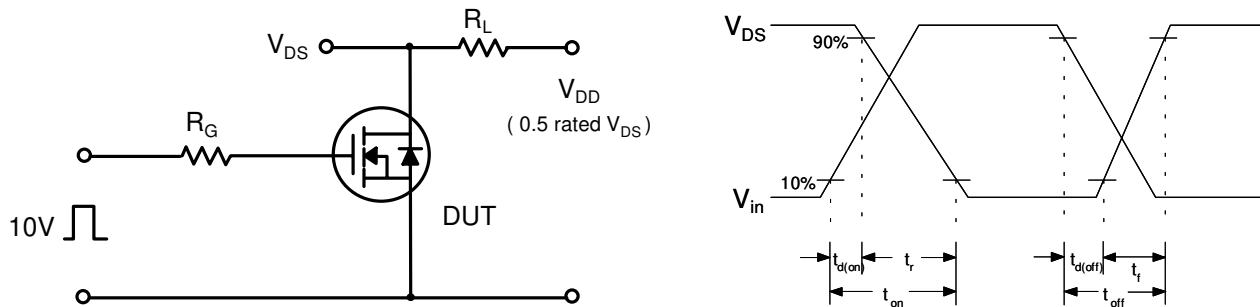 V_DS
R_L
V_DD
( 0.5 rated V_DS )
R_G
10V
DUT
V_DS
90%
10%
V_in
t_d(on)
t_r
t_on
t_d(off)
t_f
t_off